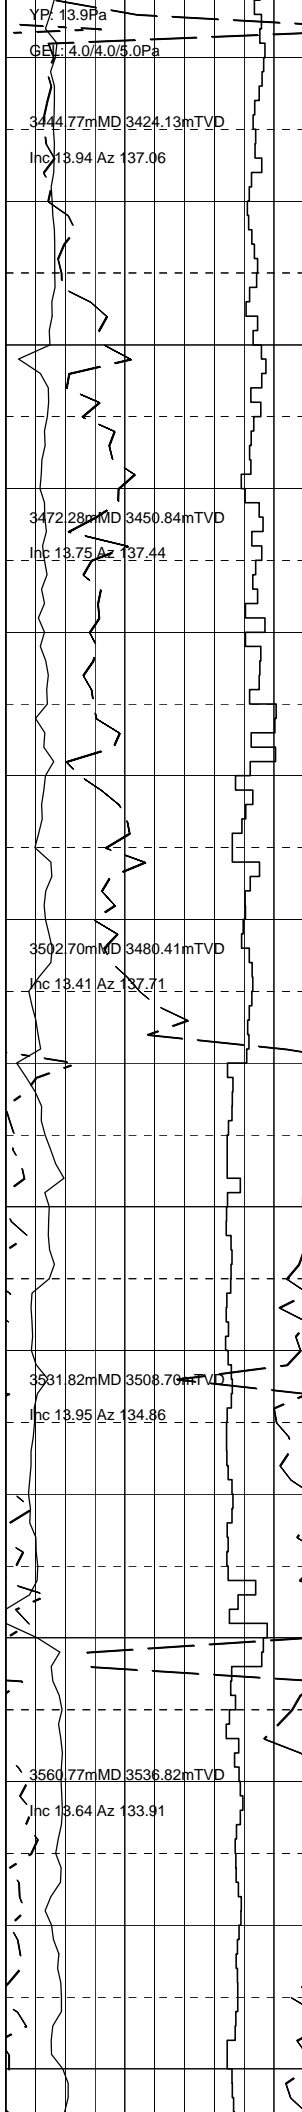 YP: 13.9Pa
GEL: 4.0/4.0/5.0Pa
3444.77mMD 3424.13mTVD
Inc 13.94 Az 137.06
3472.28mMD 3450.84mTVD
Inc 13.75 Az 137.44
3502.70mMD 3480.41mTVD
Inc 13.41 Az 137.71
3531.82mMD 3508.70mTVD
Inc 13.95 Az 134.86
3560.77mMD 3536.82mTVD
Inc 13.64 Az 133.91